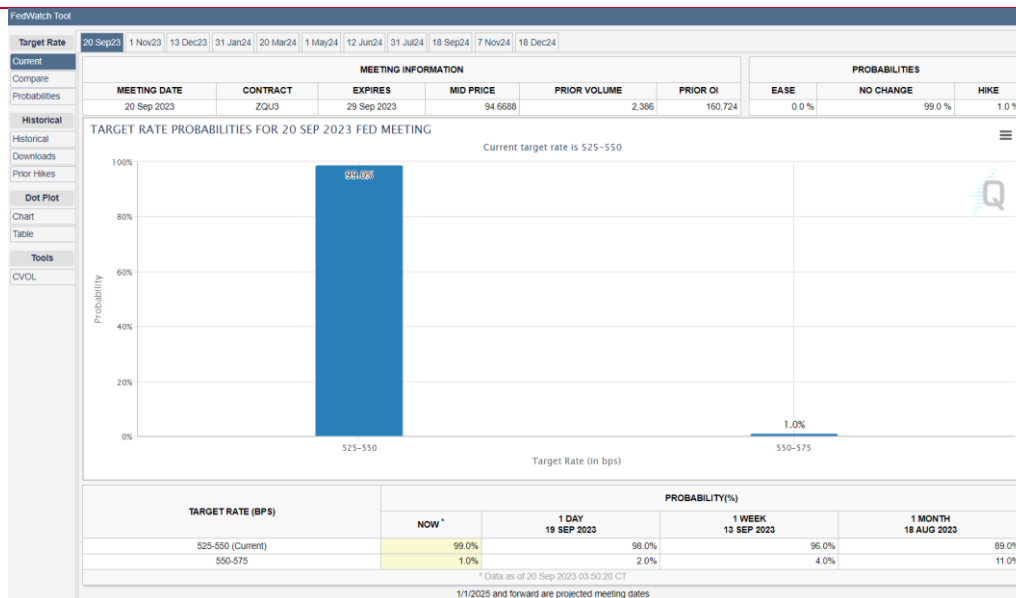 FedWatch Tool
Target Rate
Current
Compare
Probabilities
Historical
Historical
Downloads
Prior Hikes
Dot Plot
Chart
Table
Tools
CVOL
20 Sep23 1 Nov23 13 Dec23 31 Jan24 20 Mar24 1 May24 12 Jun24 31 Jul24 18 Sep24 7 Nov24 18 Dec24
MEETING INFORMATION
MEETING DATE CONTRACT EXPIRES MID PRICE PRIOR VOLUME PRIOR OI
20 Sep 2023 ZQU3 29 Sep 2023 94.6688 2,386 160,724
PROBABILITIES
EASE NO CHANGE HIKE
0.0 % 99.0 % 1.0 %
TARGET RATE PROBABILITIES FOR 20 SEP 2023 FED MEETING
Current target rate is 525-550
Q
Probability
100%
80%
60%
40%
20%
0%
99.0%
1.0%
525-550 550-575
Target Rate (in bps)
TARGET RATE (BPS) PROBABILITY(%)
NOW * 1 DAY 19 SEP 2023 1 WEEK 13 SEP 2023 1 MONTH 18 AUG 2023
525-550 (Current) 99.0% 98.0% 96.0% 89.0%
550-575 1.0% 2.0% 4.0% 11.0%
* Data as of 20 Sep 2023 03:50:20 CT
1/1/2025 and forward are projected meeting dates